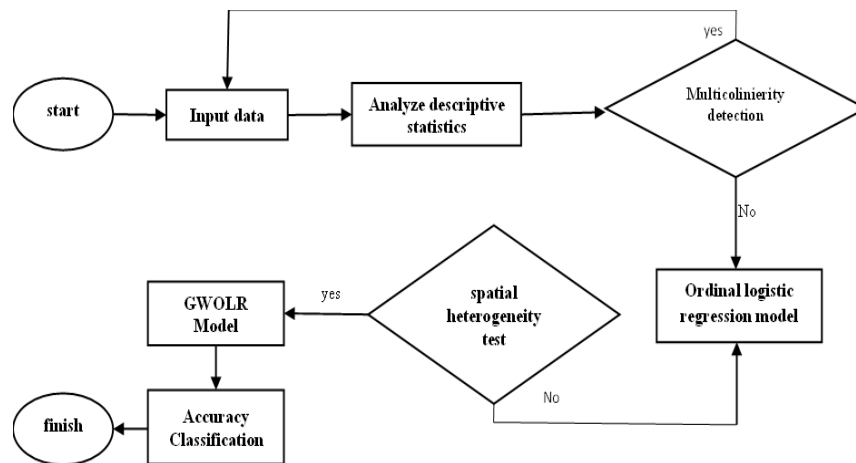 yes
start
Input data
Analyze descriptive
statistics
Multicolinierity
detection
No
Ordinal logistic
regression model
spatial
heterogeneity
test
yes
GWOLR
Model
No
Accuracy
Classification
finish